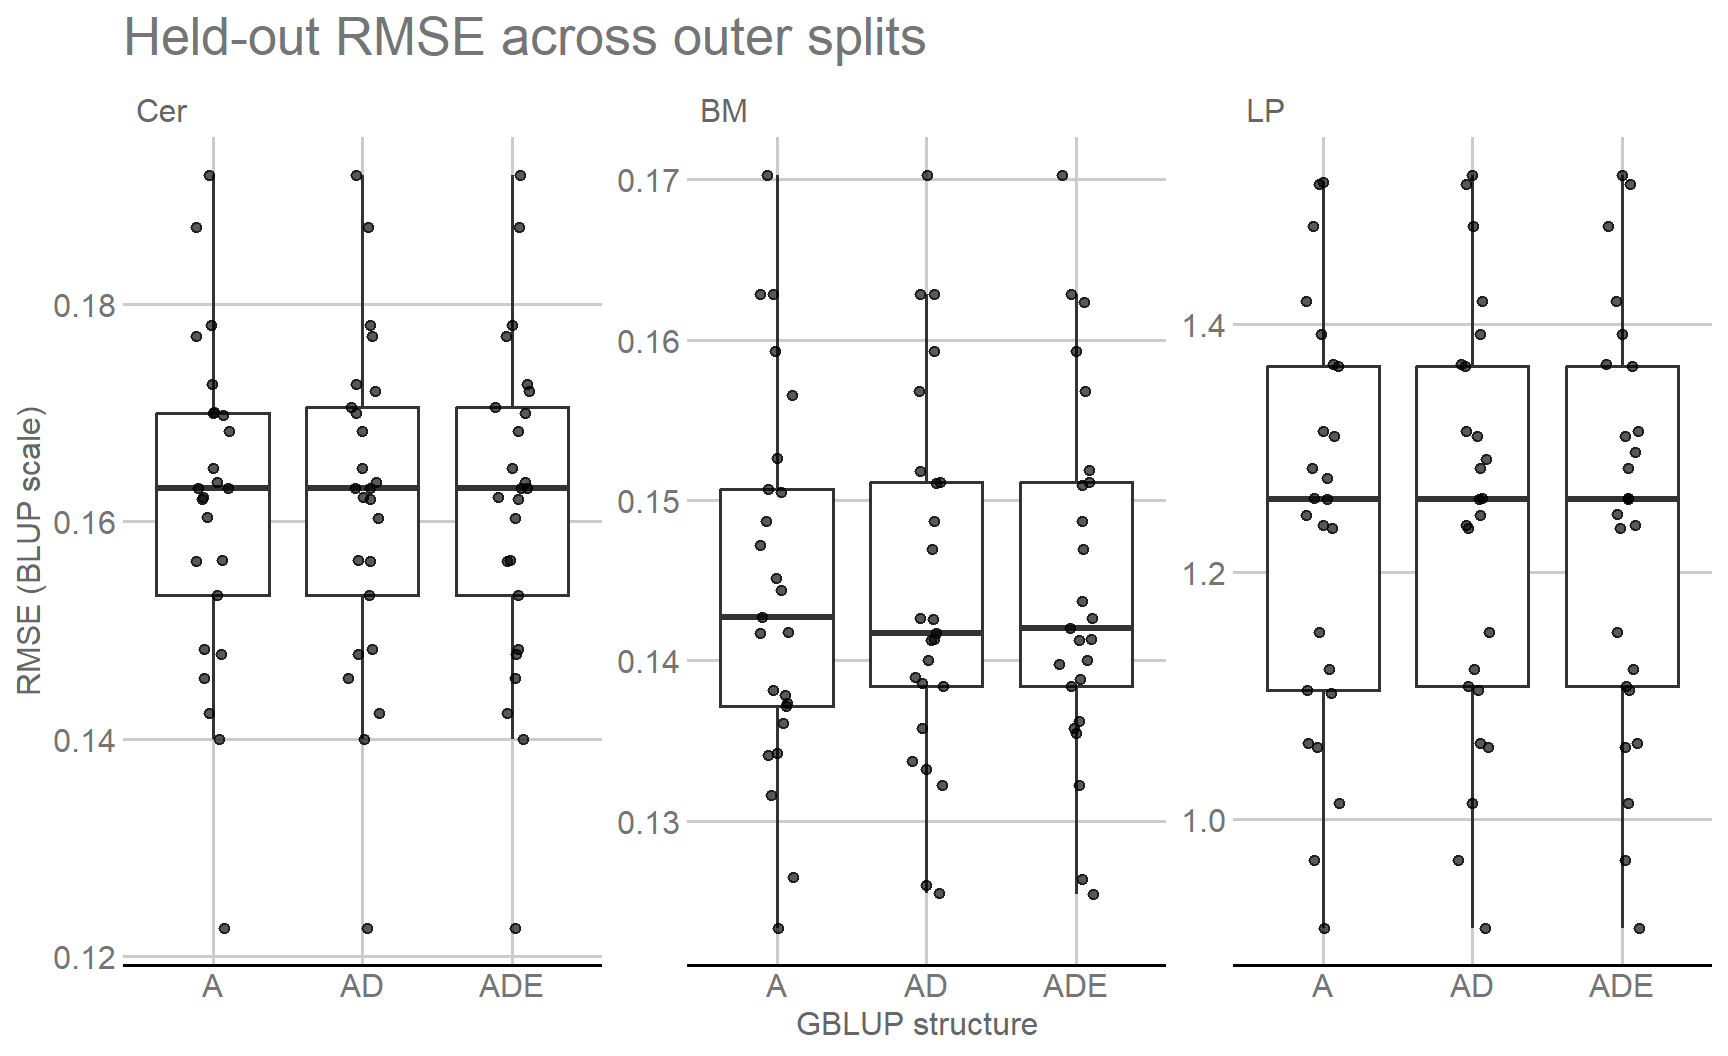 Held-out RMSE across outer splits
Cer
BM
LP
RMSE (BLUP scale)
0.18
0.16
0.14
0.12
0.17
0.16
0.15
0.14
0.13
1.4
1.2
1.0
A AD ADE
A AD ADE
A AD ADE
GBLUP structure